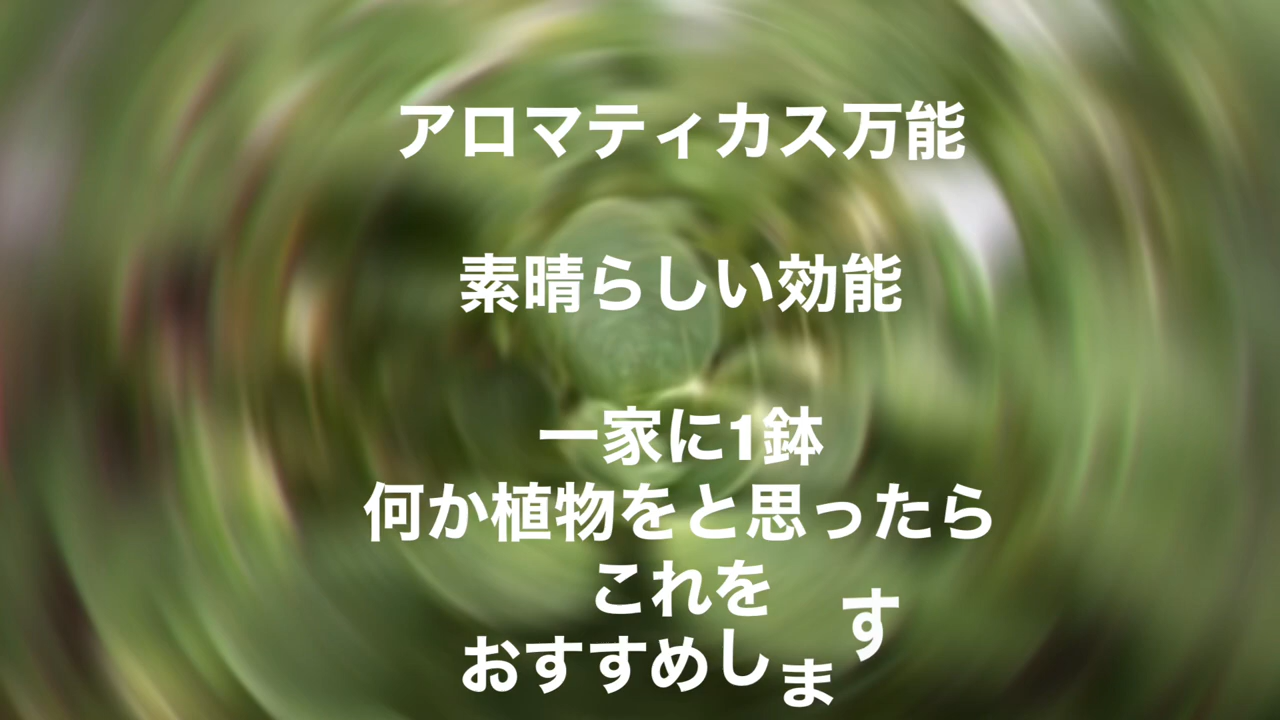 アロマティカス万能
素晴らしい効能
一家に1鉢
何か植物をと思ったら
これを
おすすめします